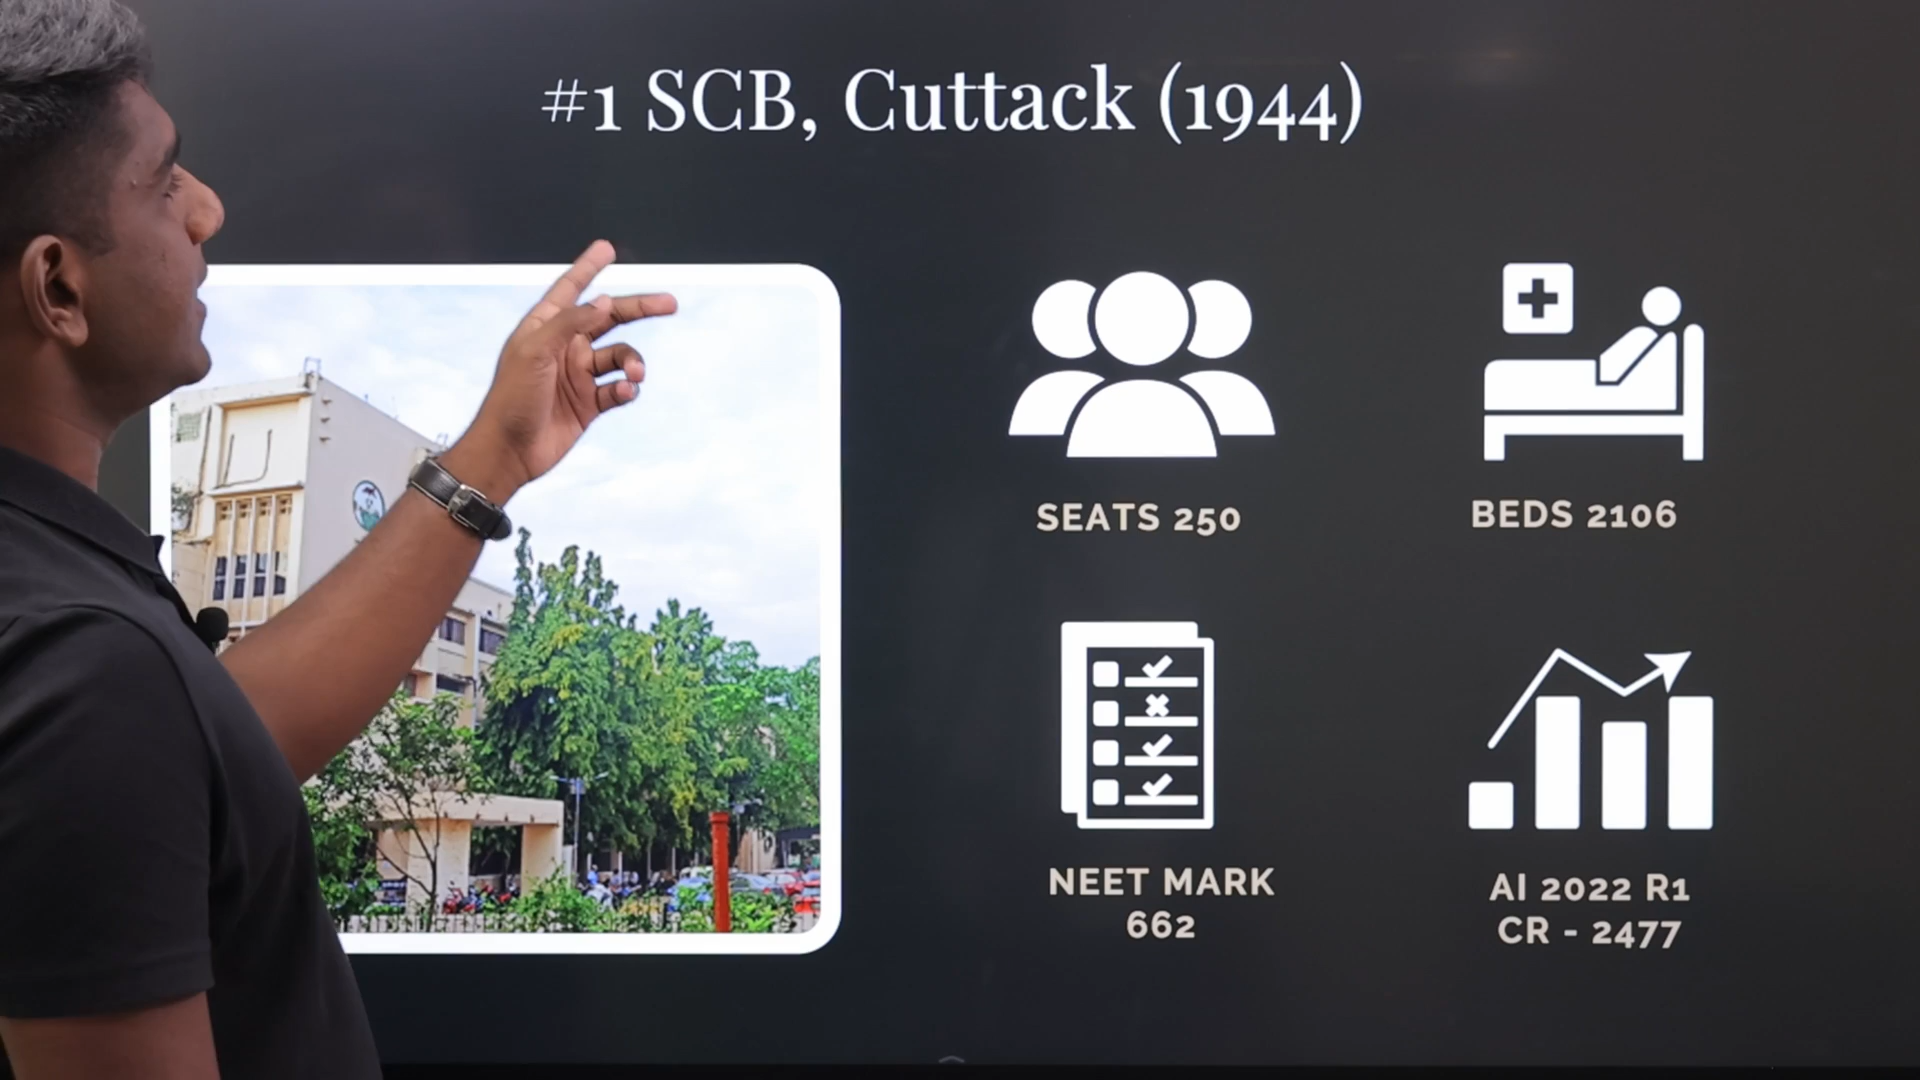 #1 SCB, Cuttack (1944)
SEATS 250
BEDS 2106
NEET MARK
662
AI 2022 R1
CR - 2477